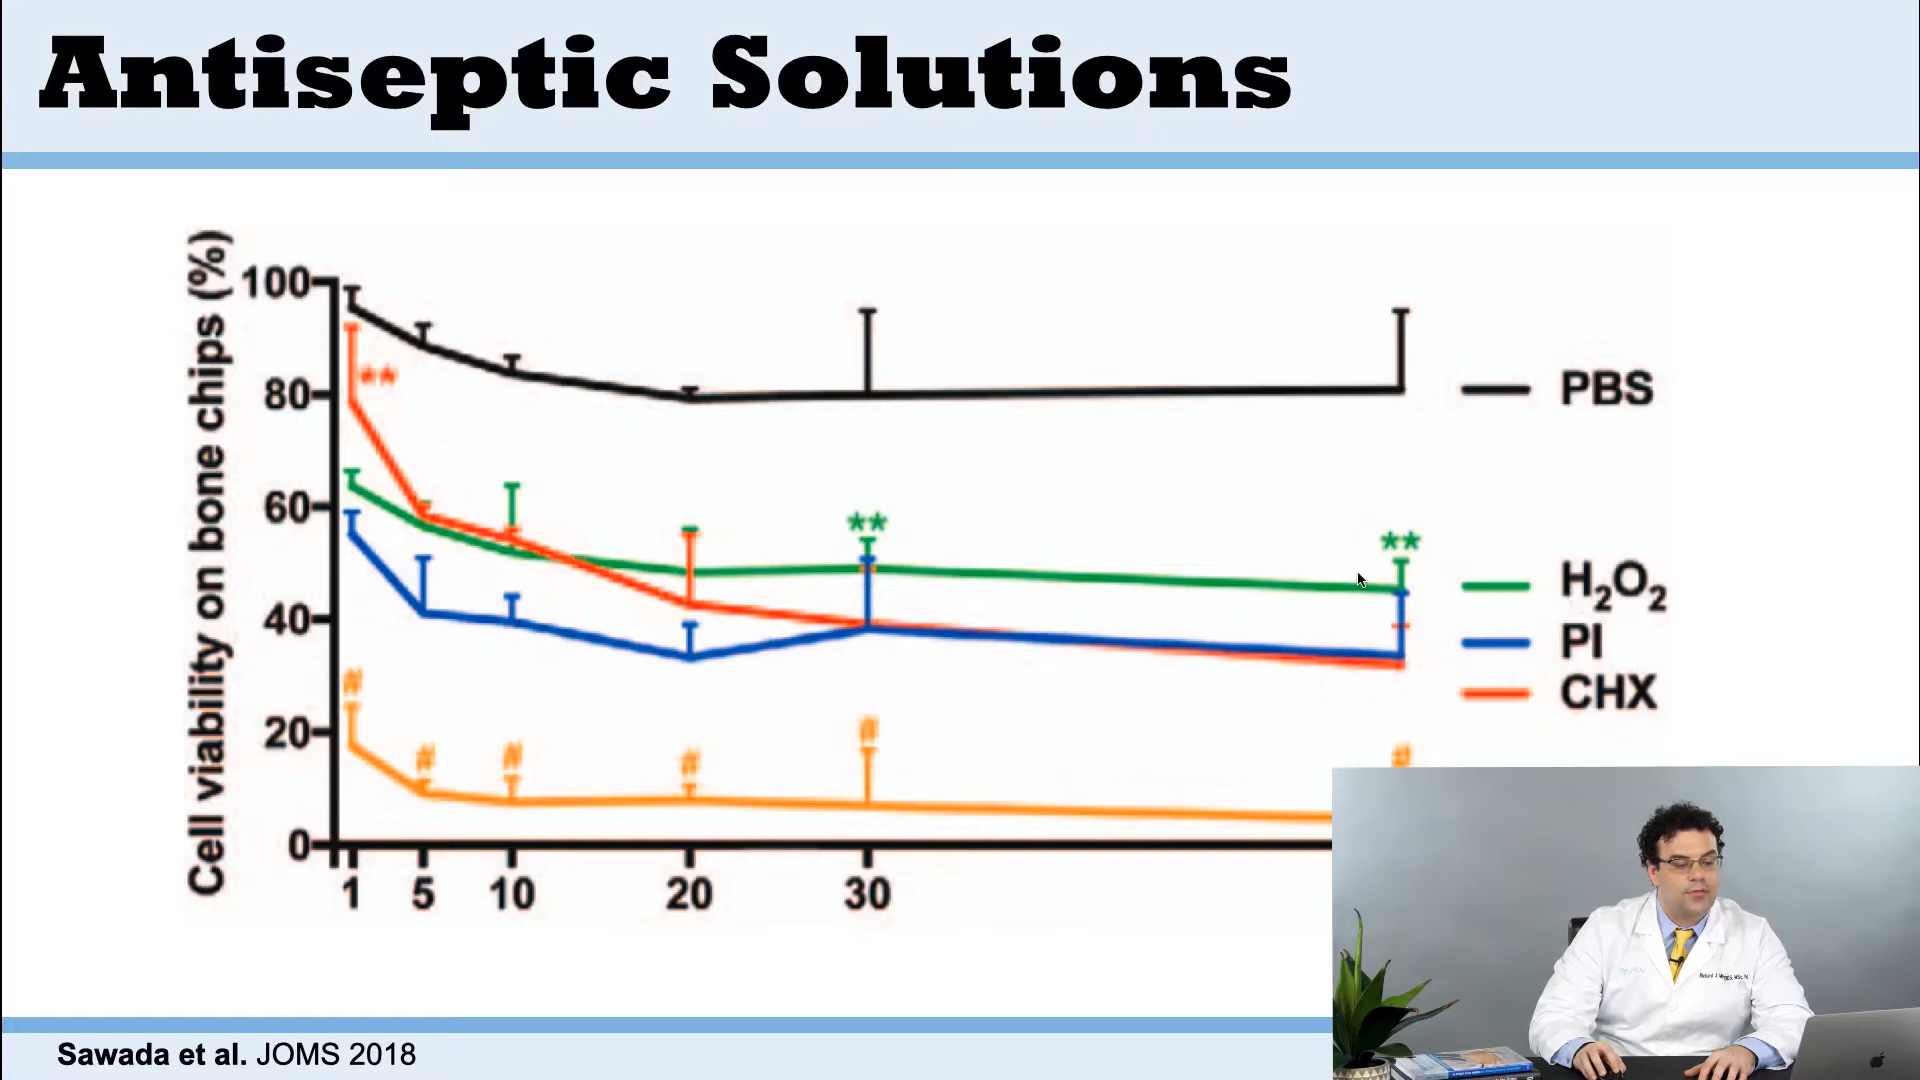 Antiseptic Solutions
Cell viability on bone chips (%)
100
80
60
40
20
0
1 5 10 20 30
**
**
**
#
#
#
#
#
#
PBS
H₂O₂
PI
CHX
Sawada et al. JOMS 2018